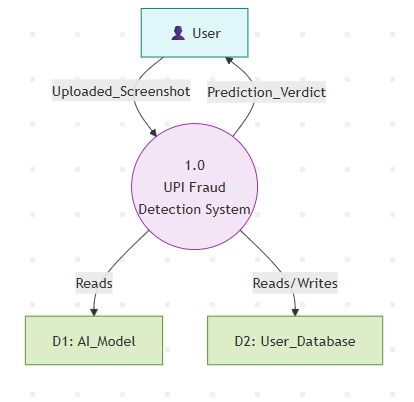 👤 User
Uploaded_Screenshot
Prediction_Verdict
1.0
UPI Fraud
Detection System
Reads
Reads/Writes
D1: AI_Model
D2: User_Database